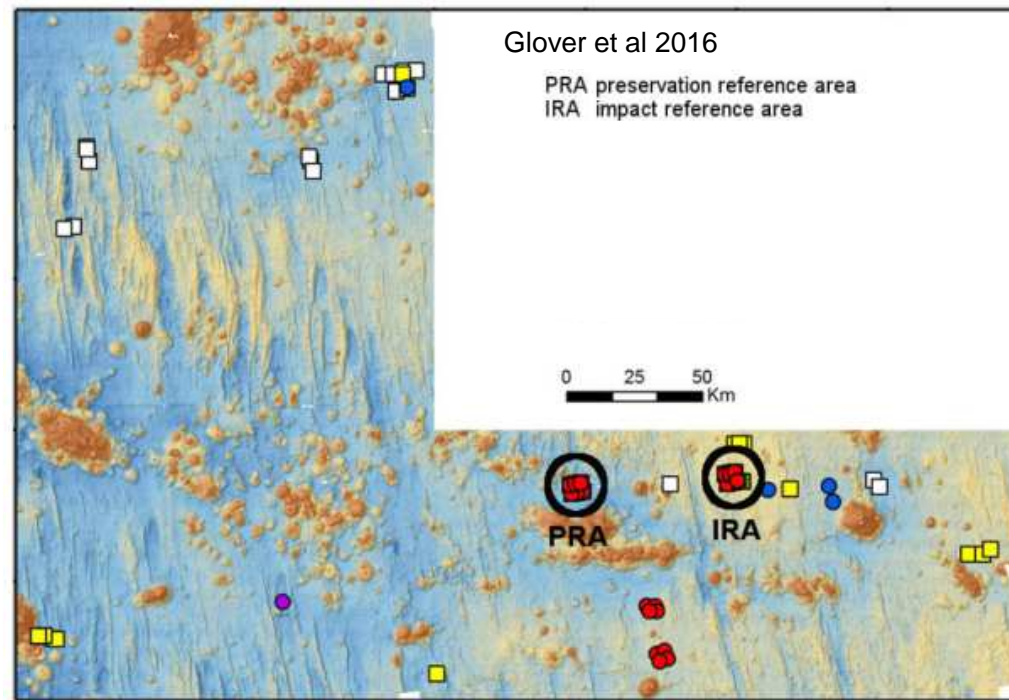 Glover et al 2016
PRA preservation reference area
IRA impact reference area
0 25 50
Km
PRA
IRA